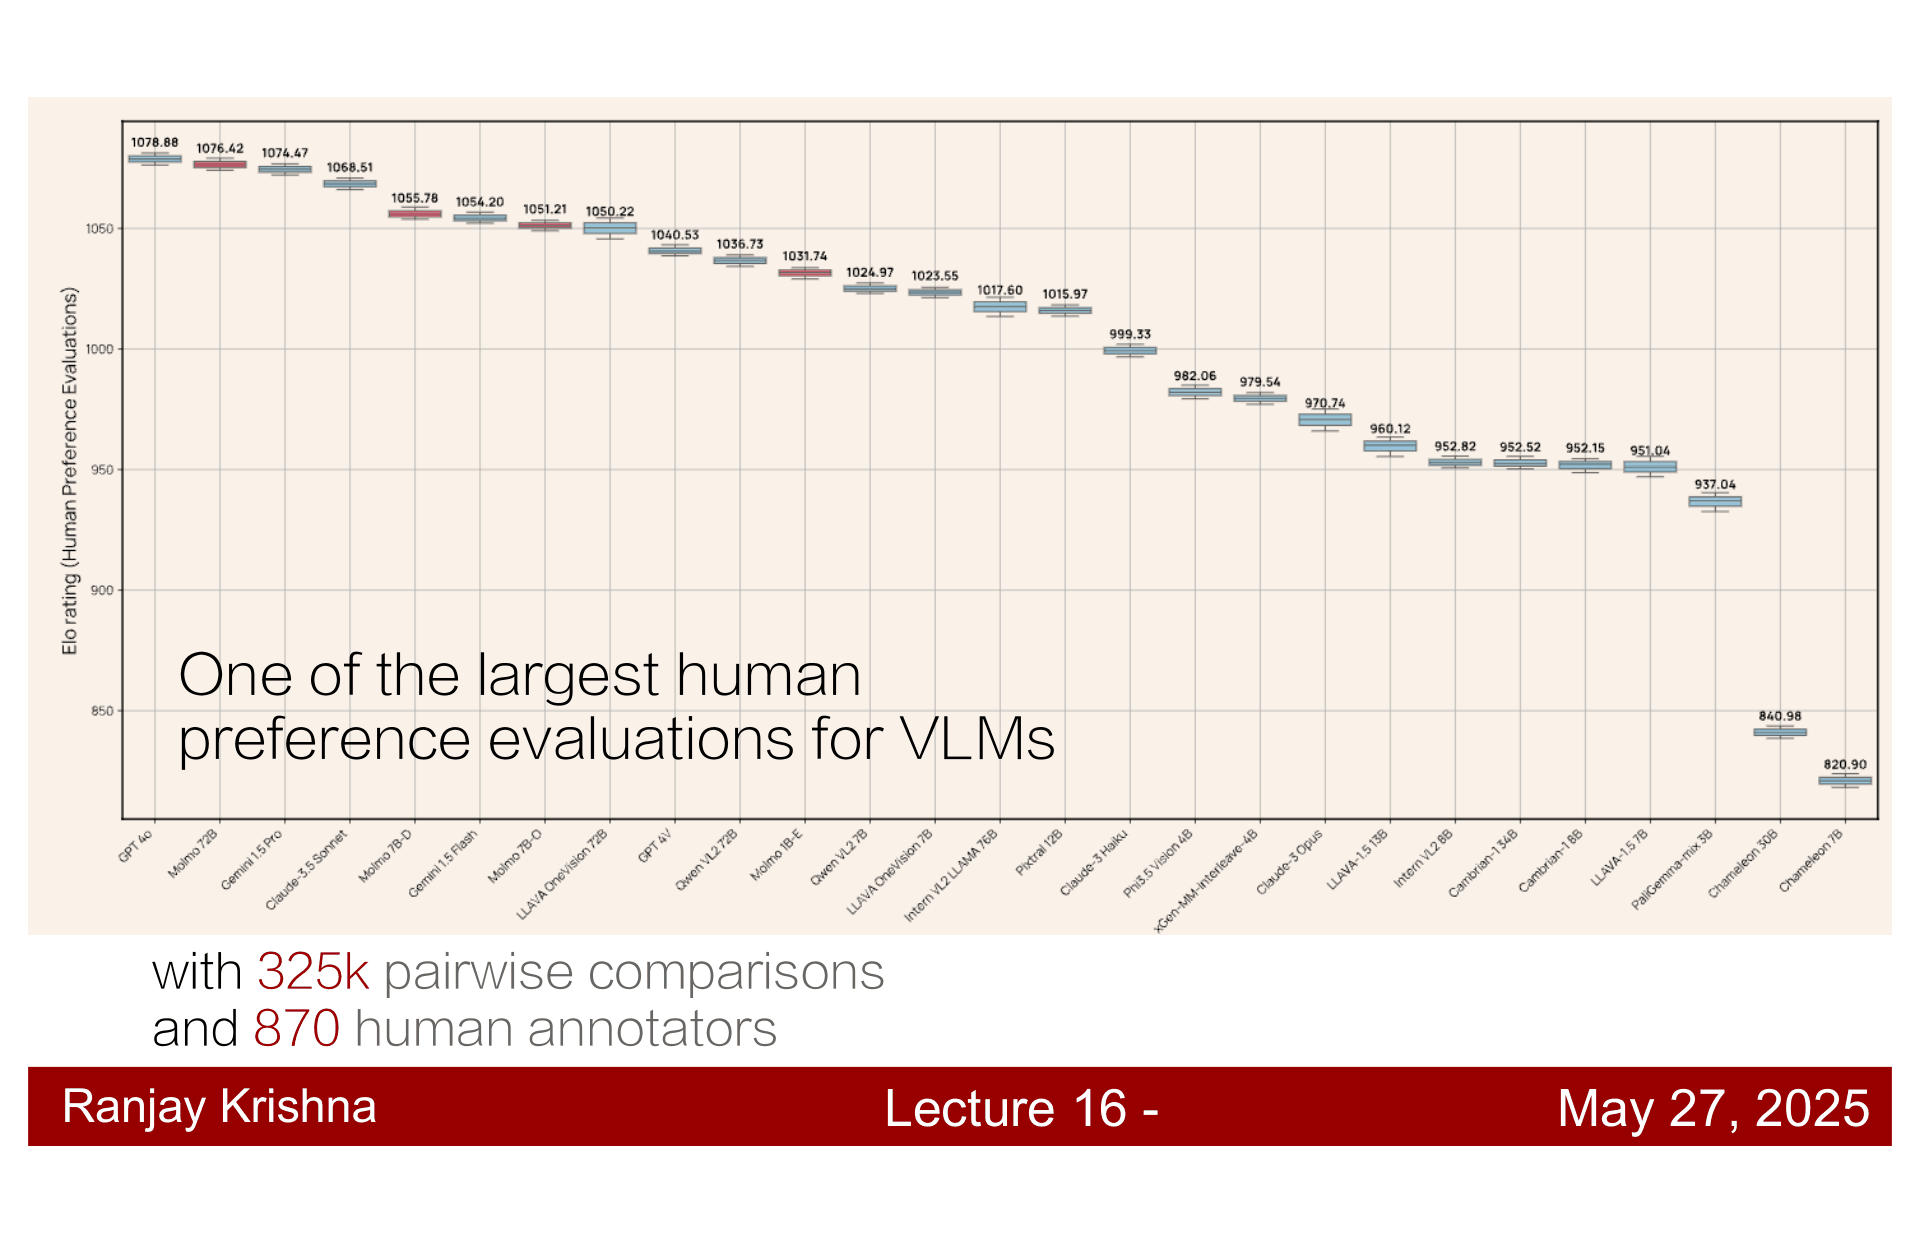 1078.88
1076.42
1074.47
1068.51
1055.78
1054.20
1051.21
1050.22
1040.53
1036.73
1031.74
1024.97
1023.55
1017.60
1015.97
999.33
982.06
979.54
970.74
960.12
952.82
952.52
952.15
951.04
937.04
840.98
820.90
1050
1000
950
900
850
Elo rating (Human Preference Evaluations)
One of the largest human
preference evaluations for VLMs
GPT 4o
Molmo 72B
Gemini 1.5 Pro
Claude-3.5 Sonnet
Molmo 7B-D
Gemini 1.5 Flash
Molmo 7B-O
LLAVA OneVision 72B
GPT 4V
Qwen VL2 72B
Molmo 1B-E
Qwen VL2 7B
LLAVA OneVision 7B
Intern VL2 LLAMA 76B
Pixtral 12B
Claude-3 Haiku
Phi3.5 Vision 4B
xGen-MM-Interleave-4B
Claude-3 Opus
LLAVA-1.5 13B
Intern VL2 8B
Cambrian-1 34B
Cambrian-1 8B
LLAVA-1.5 7B
PaliGemma-mix 3B
Chameleon 30B
Chameleon 7B
with 325k pairwise comparisons
and 870 human annotators
Ranjay Krishna
Lecture 16 -
May 27, 2025